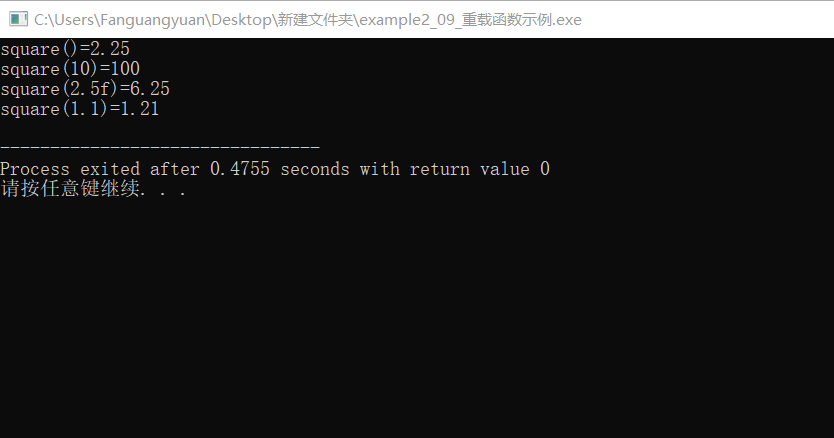 C:\Users\Fanguangyuan\Desktop\新建文件夹\example2_09_重载函数示例.exe
square()=2.25
square(10)=100
square(2.5f)=6.25
square(1.1)=1.21
--------------------------------
Process exited after 0.4755 seconds with return value 0
请按任意键继续. . .